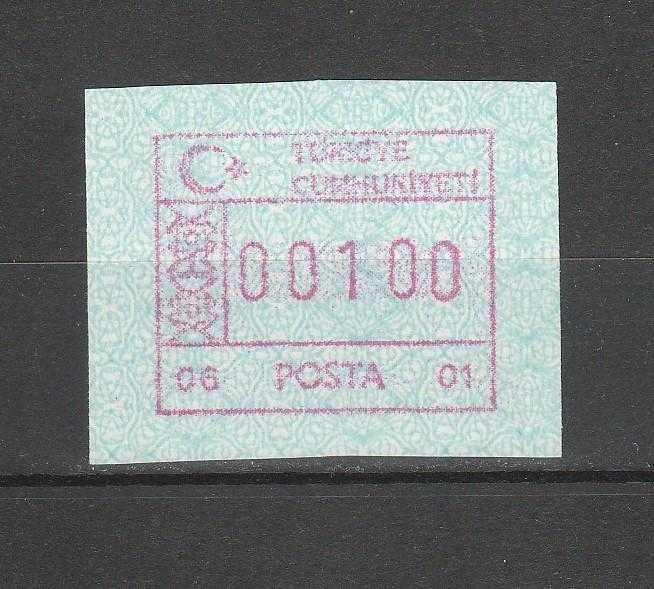 TÜRKİYE
CUMHURİYETİ
00100
06 POSTA 01